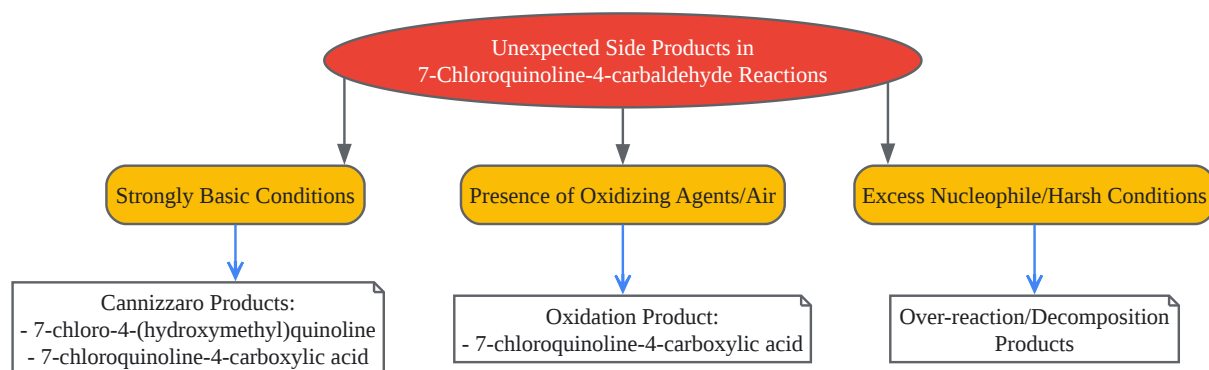 Unexpected Side Products in
7-Chloroquinoline-4-carbaldehyde Reactions
Strongly Basic Conditions
Presence of Oxidizing Agents/Air
Excess Nucleophile/Harsh Conditions
Cannizzaro Products:
- 7-chloro-4-(hydroxymethyl)quinoline
- 7-chloroquinoline-4-carboxylic acid
Oxidation Product:
- 7-chloroquinoline-4-carboxylic acid
Over-reaction/Decomposition
Products